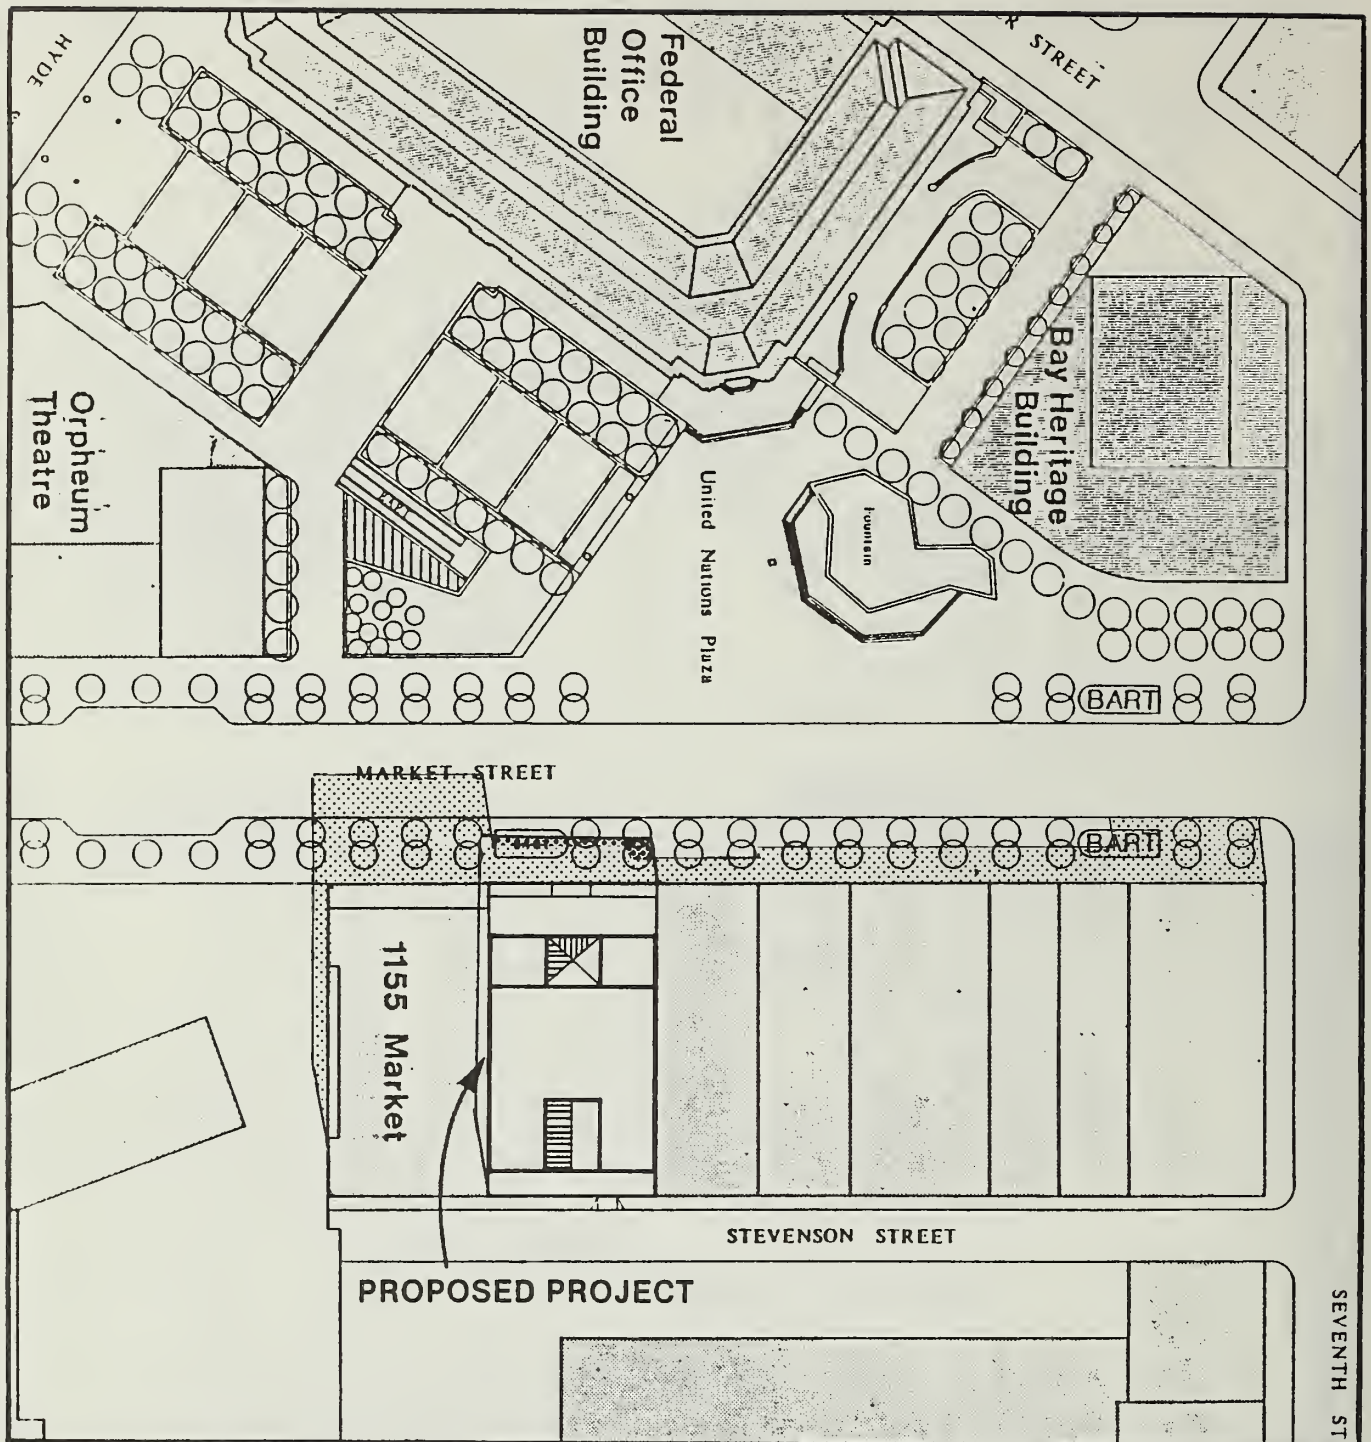 HYDE
Federal
Office
Building
R STREET
Bay Heritage
Building
Orpheum
Theatre
United Nations Plaza
Fountain
BART
MARKET STREET
BART
1155 Market
STEVENSON STREET
PROPOSED PROJECT
SEVENTH ST